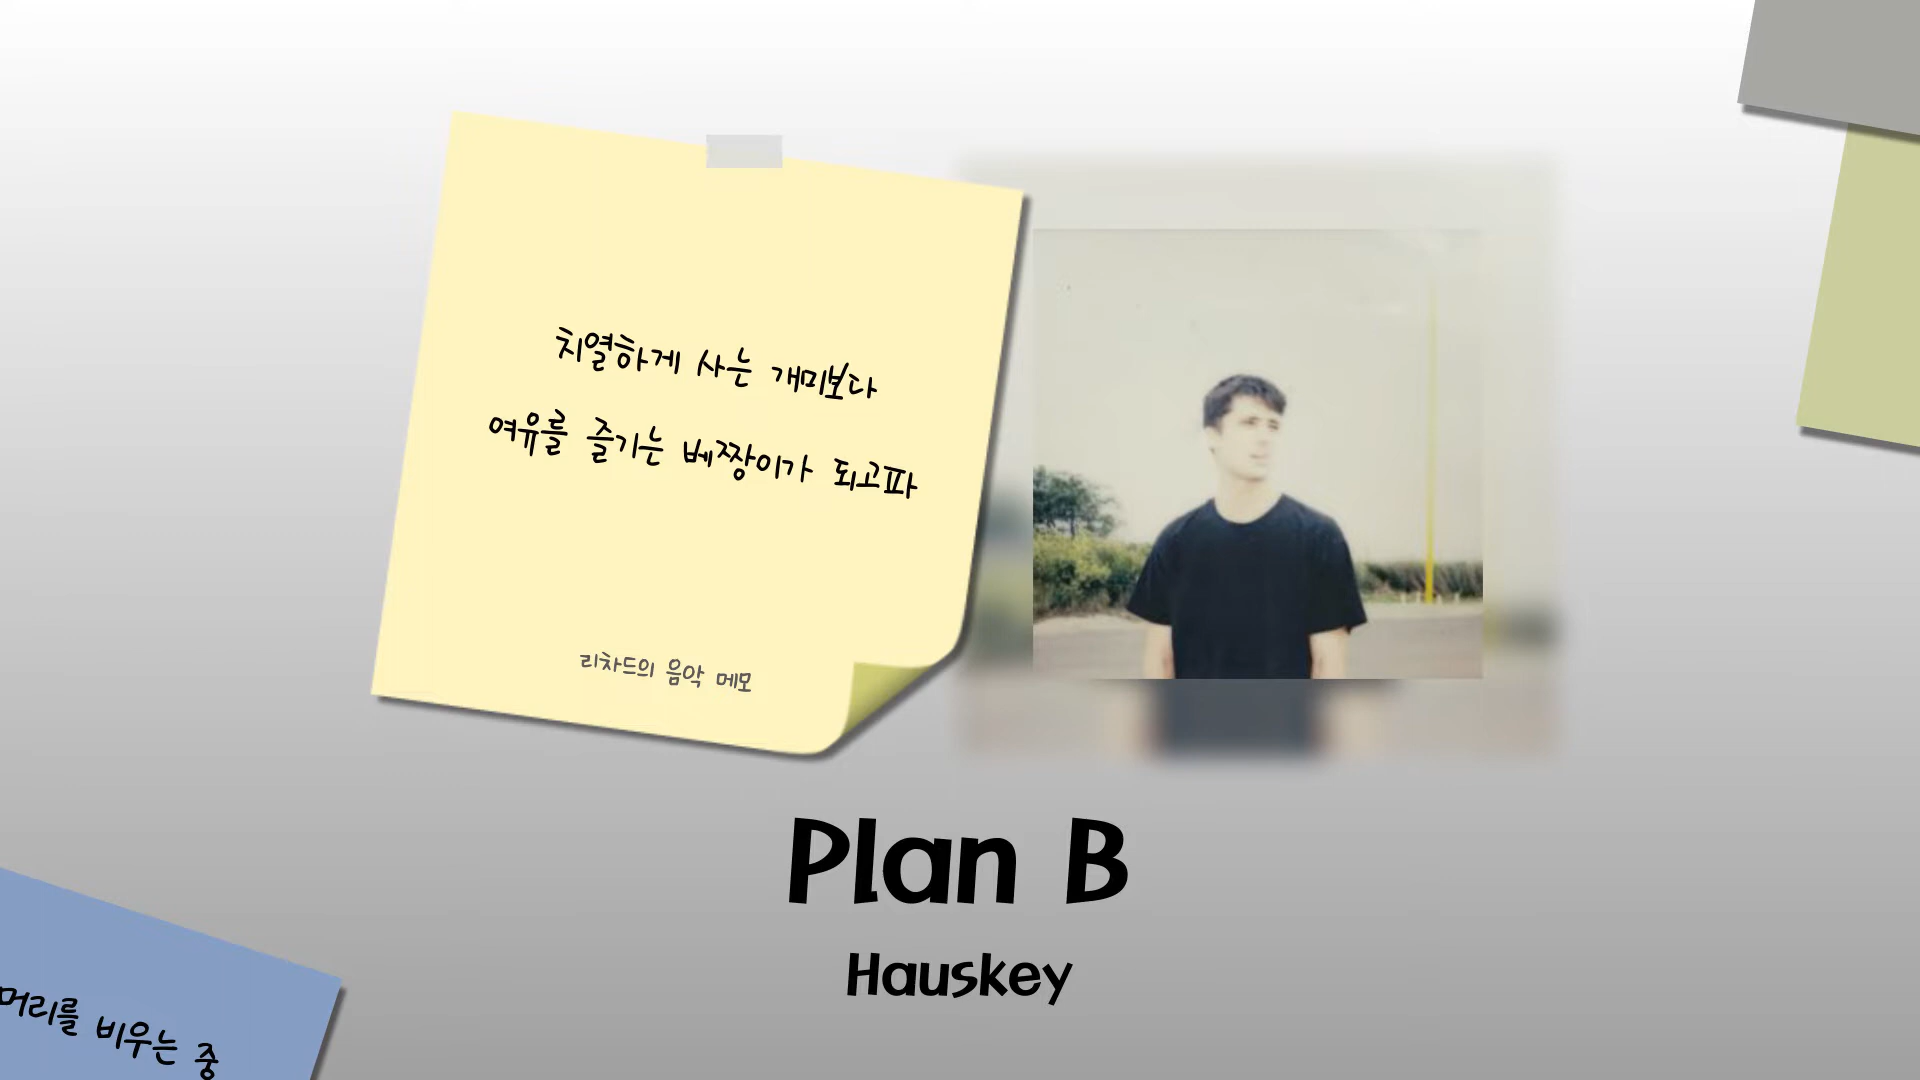 치열하게 사는 개미보다
여유를 즐기는 베짱이가 되고파
리차드의 음악 메모
Plan B
Hauskey
머리를 비우는 중